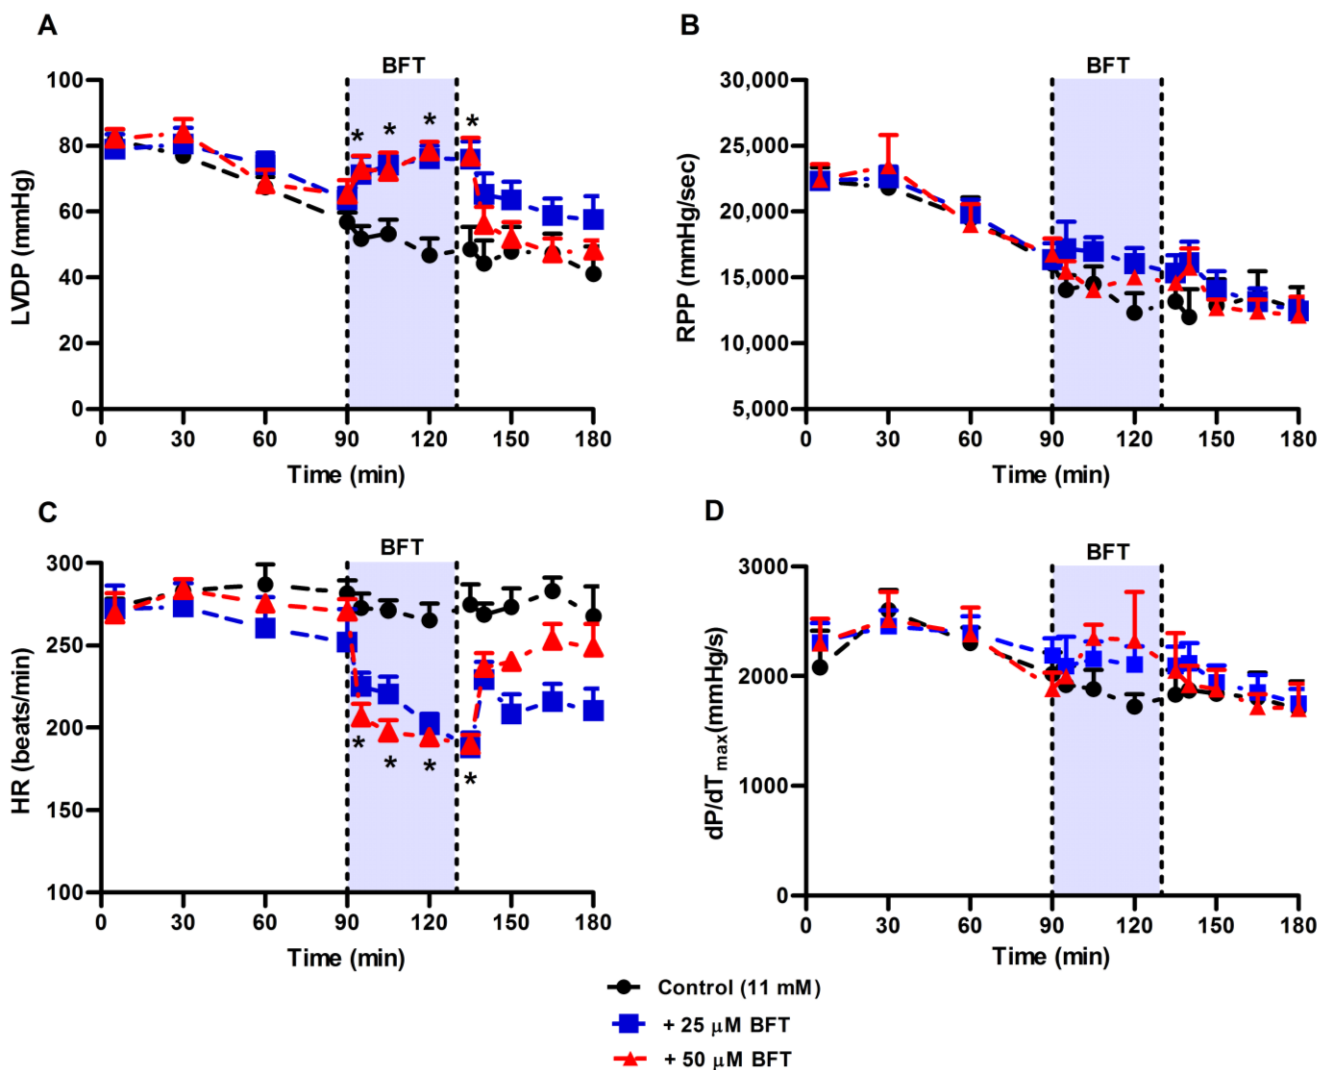 A
BFT
100
80
60
40
20
0
LVDP (mmHg)
* * * *
0 30 60 90 120 150 180
Time (min)
B
BFT
30,000
25,000
20,000
15,000
10,000
5,000
RPP (mmHg/sec)
0 30 60 90 120 150 180
Time (min)
C
BFT
300
250
200
150
100
HR (beats/min)
* * * *
0 30 60 90 120 150 180
Time (min)
D
BFT
3000
2000
1000
0
dP/dTmax(mmHg/s)
0 30 60 90 120 150 180
Time (min)
Control (11 mM)
+ 25 μM BFT
+ 50 μM BFT